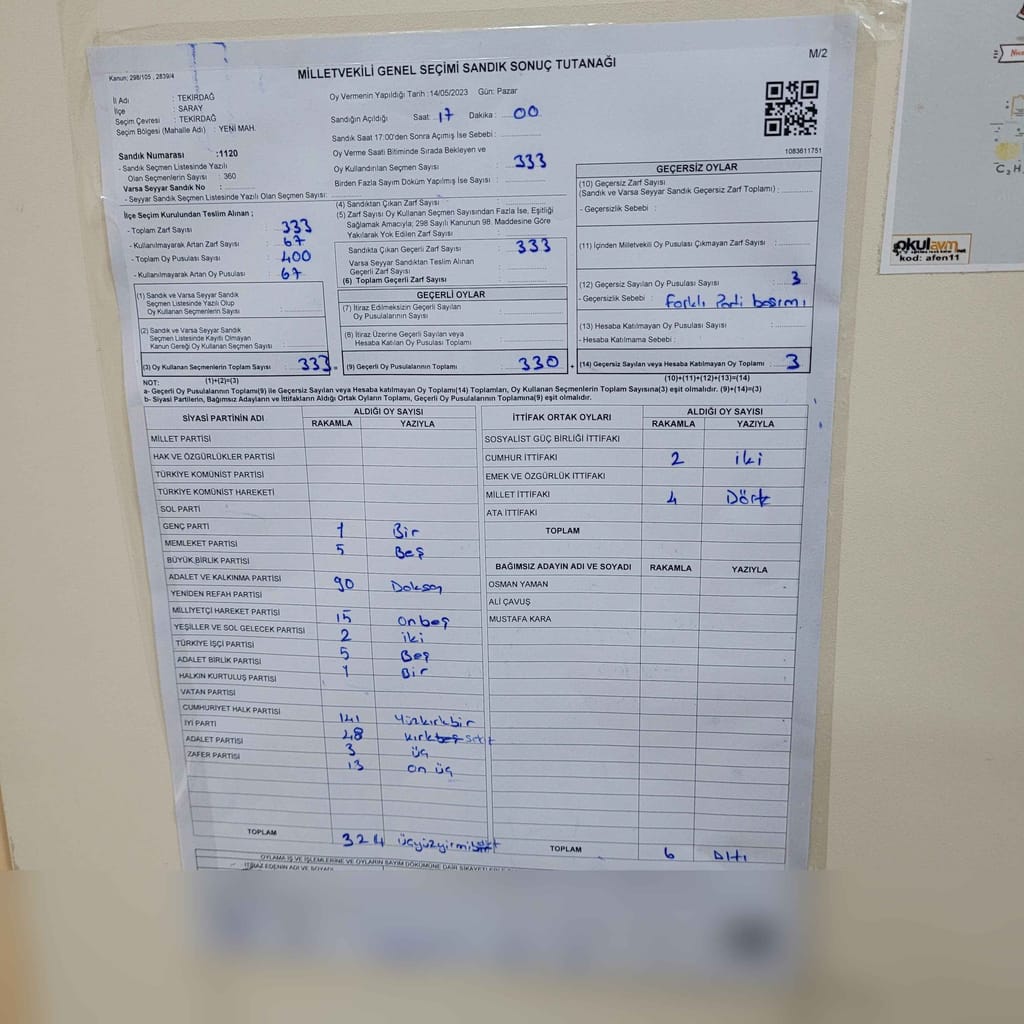 Kanun; 298/105 , 2839/4
MİLLETVEKİLİ GENEL SEÇİMİ SANDIK SONUÇ TUTANAĞI
M/2
İl Adı : TEKİRDAĞ
İlçe : SARAY
Seçim Çevresi : TEKİRDAĞ
Seçim Bölgesi (Mahalle Adı) : YENİ MAH.
Oy Vermenin Yapıldığı Tarih :14/05/2023 Gün: Pazar
Sandığın Açıldığı Saat: 17 Dakika : 00
Sandık Saat 17:00'den Sonra Açımış İse Sebebi :
Sandık Numarası :1120
- Sandık Seçmen Listesinde Yazılı
Olan Seçmenlerin Sayısı : 360
Varsa Seyyar Sandık No :
- Seyyar Sandık Seçmen Listesinde Yazılı Olan Seçmen Sayısı:
Oy Verme Saati Bitiminde Sırada Bekleyen ve
Oy Kullandırılan Seçmen Sayısı : 333
Birden Fazla Sayım Döküm Yapılmış İse Sayısı :
1083611751
İlçe Seçim Kurulundan Teslim Alınan ;
- Toplam Zarf Sayısı : 333
- Kullanılmayarak Artan Zarf Sayısı : 67
- Toplam Oy Pusulası Sayısı : 400
- Kullanılmayarak Artan Oy Pusulası : 67
(1) Sandık ve Varsa Seyyar Sandık
Seçmen Listesinde Yazılı Olup
Oy Kullanan Seçmenlerin Sayısı :
(2) Sandık ve Varsa Seyyar Sandık
Seçmen Listesinde Kayıtlı Olmayan
Kanun Gereği Oy Kullanan Seçmen Sayısı :
(3) Oy Kullanan Seçmenlerin Toplam Sayısı : 333 =
(1)+(2)=(3)
(4) Sandıktan Çıkan Zarf Sayısı :
(5) Zarf Sayısı Oy Kullanan Seçmen Sayısından Fazla İse, Eşitliği
Sağlamak Amacıyla; 298 Sayılı Kanunun 98. Maddesine Göre
Yakılarak Yok Edilen Zarf Sayısı :
Sandıkta Çıkan Geçerli Zarf Sayısı : 333
Varsa Seyyar Sandıktan Teslim Alınan
Geçerli Zarf Sayısı :
(6) Toplam Geçerli Zarf Sayısı :
GEÇERLİ OYLAR
(7) İtiraz Edilmeksizin Geçerli Sayılan
Oy Pusulalarının Sayısı :
(8) İtiraz Üzerine Geçerli Sayılan veya
Hesaba Katılan Oy Pusulası Toplamı :
(9) Geçerli Oy Pusulalarının Toplamı : 330 +
GEÇERSİZ OYLAR
(10) Geçersiz Zarf Sayısı
(Sandık ve Varsa Seyyar Sandık Geçersiz Zarf Toplamı) :
- Geçersizlik Sebebi :
(11) İçinden Milletvekili Oy Pusulası Çıkmayan Zarf Sayısı :
(12) Geçersiz Sayılan Oy Pusulası Sayısı : 3
- Geçersizlik Sebebi : Farklı Parti basımı
(13) Hesaba Katılmayan Oy Pusulası Sayısı :
- Hesaba Katılmama Sebebi :
(14) Geçersiz Sayılan veya Hesaba Katılmayan Oy Toplamı : 3
(10)+(11)+(12)+(13)=(14)
NOT:
a- Geçerli Oy Pusulalarının Toplamı(9) ile Geçersiz Sayılan veya Hesaba katılmayan Oy Toplamı(14) Toplamları, Oy Kullanan Seçmenlerin Toplam Sayısına(3) eşit olmalıdır. (9)+(14)=(3)
b- Siyasi Partilerin, Bağımsız Adayların ve İttifakların Aldığı Ortak Oyların Toplamı, Geçerli Oy Pusulalarının Toplamına(9) eşit olmalıdır.
SİYASİ PARTİNİN ADI ALDIĞI OY SAYISI
RAKAMLA YAZIYLA
MİLLET PARTİSİ
HAK VE ÖZGÜRLÜKLER PARTİSİ
TÜRKİYE KOMÜNİST PARTİSİ
TÜRKİYE KOMÜNİST HAREKETİ
SOL PARTİ
GENÇ PARTİ 1 Bir
MEMLEKET PARTİSİ 5 Beş
BÜYÜK BİRLİK PARTİSİ
ADALET VE KALKINMA PARTİSİ 90 Doksan
YENİDEN REFAH PARTİSİ
MİLLİYETÇİ HAREKET PARTİSİ 15 onbeş
YEŞİLLER VE SOL GELECEK PARTİSİ 2 iki
TÜRKİYE İŞÇİ PARTİSİ 5 Beş
ADALET BİRLİK PARTİSİ 1 Bir
HALKIN KURTULUŞ PARTİSİ
VATAN PARTİSİ
CUMHURİYET HALK PARTİSİ 141 Yüzkırkbir
İYİ PARTİ 48 kırkbeş sekiz
ADALET PARTİSİ 3 üç
ZAFER PARTİSİ 13 on üç
TOPLAM 324
İTTİFAK ORTAK OYLARI ALDIĞI OY SAYISI
RAKAMLA YAZIYLA
SOSYALİST GÜÇ BİRLİĞİ İTTİFAKI
CUMHUR İTTİFAKI 2 iki
EMEK VE ÖZGÜRLÜK İTTİFAKI
MİLLET İTTİFAKI 4 Dört
ATA İTTİFAKI
TOPLAM
BAĞIMSIZ ADAYIN ADI VE SOYADI RAKAMLA YAZIYLA
OSMAN YAMAN
ALİ ÇAVUŞ
MUSTAFA KARA
TOPLAM 6 Altı
OYLAMA İŞ VE İŞLEMLERİNE VE OYLARIN SAYIM DÖKÜMÜNE DAİR
İTİRAZ EDENİN ADI VE SOYADI
okulavm
kod: afen11